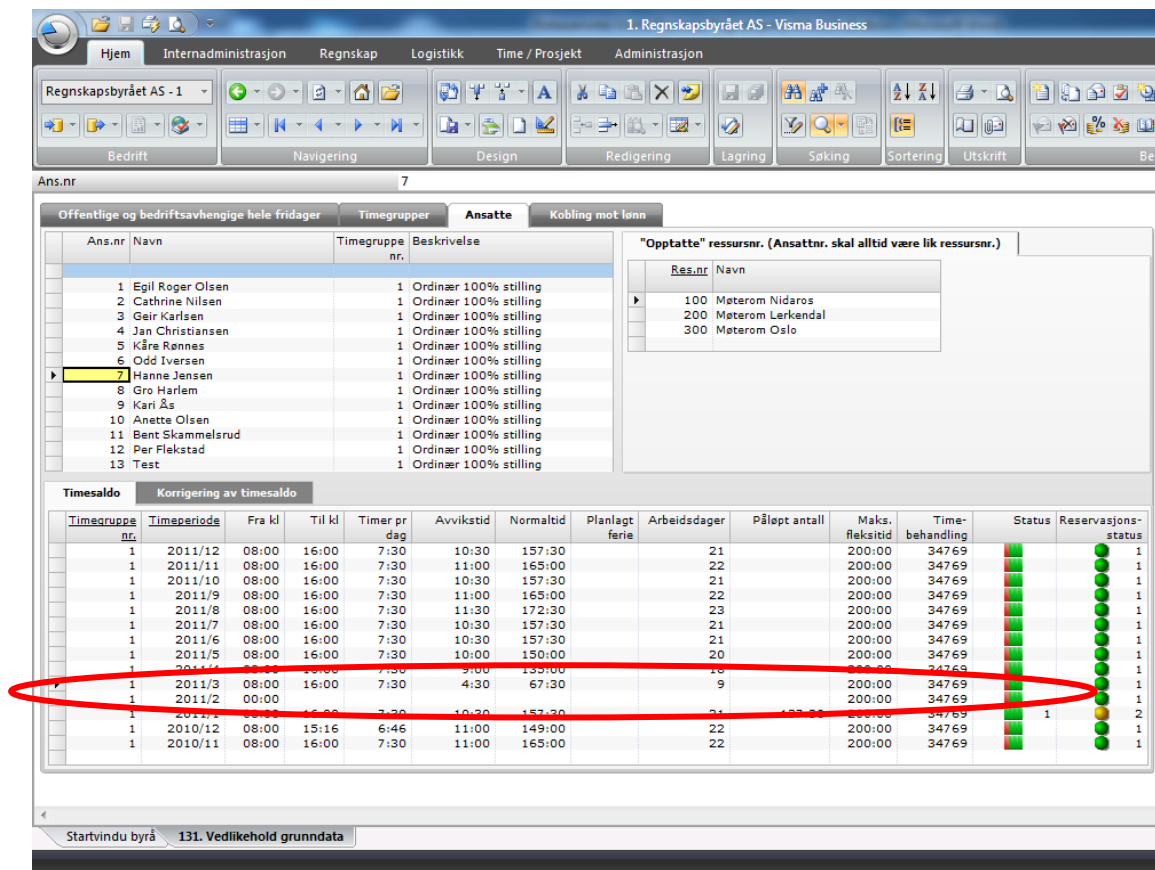 1. Regnskapsbyrået AS - Visma Business
Hjem Internadministrasjon Regnskap Logistikk Time / Prosjekt Administrasjon
Regnskapsbyrået AS - 1
Bedrift Navigering Design Redigering Lagring Søking Sortering Utskrift Be
Ans.nr 7
Offentlige og bedriftsavhengige hele fridager Timegrupper Ansatte Kobling mot lønn
Ans.nr Navn Timegruppe nr. Beskrivelse
1 Egil Roger Olsen 1 Ordinær 100% stilling
2 Cathrine Nilsen 1 Ordinær 100% stilling
3 Geir Karlsen 1 Ordinær 100% stilling
4 Jan Christiansen 1 Ordinær 100% stilling
5 Kåre Rønnes 1 Ordinær 100% stilling
6 Odd Iversen 1 Ordinær 100% stilling
7 Hanne Jensen 1 Ordinær 100% stilling
8 Gro Harlem 1 Ordinær 100% stilling
9 Kari Ås 1 Ordinær 100% stilling
10 Anette Olsen 1 Ordinær 100% stilling
11 Bent Skammelsrud 1 Ordinær 100% stilling
12 Per Flekstad 1 Ordinær 100% stilling
13 Test 1 Ordinær 100% stilling
"Opptatte" ressursnr. (Ansattnr. skal alltid være lik ressursnr.)
Res.nr Navn
100 Møterom Nidaros
200 Møterom Lerkendal
300 Møterom Oslo
Timesaldo Korrigering av timesaldo
Timegruppe nr. Timeperiode Fra kl Til kl Timer pr dag Avvikstid Normaltid Planlagt ferie Arbeidsdager Påløpt antall Maks. fleksitid Time-behandling Status Reservasjons-status
1 2011/12 08:00 16:00 7:30 10:30 157:30 21 200:00 34769 1
1 2011/11 08:00 16:00 7:30 11:00 165:00 22 200:00 34769 1
1 2011/10 08:00 16:00 7:30 10:30 157:30 21 200:00 34769 1
1 2011/9 08:00 16:00 7:30 11:00 165:00 22 200:00 34769 1
1 2011/8 08:00 16:00 7:30 11:30 172:30 23 200:00 34769 1
1 2011/7 08:00 16:00 7:30 10:30 157:30 21 200:00 34769 1
1 2011/6 08:00 16:00 7:30 10:30 157:30 21 200:00 34769 1
1 2011/5 08:00 16:00 7:30 10:00 150:00 20 200:00 34769 1
1 2011/4 7:30 9:00 135:00 18 34769 1
1 2011/3 08:00 16:00 7:30 4:30 67:30 9 200:00 34769 1
1 2011/2 00:00 200:00 34769 1
1 2011/1 16:00 7:30 10:30 157:30 21 200:00 34769 1 2
1 2010/12 08:00 15:16 6:46 11:00 149:00 22 200:00 34769 1
1 2010/11 08:00 16:00 7:30 11:00 165:00 22 200:00 34769 1
Startvindu byrå 131. Vedlikehold grunndata